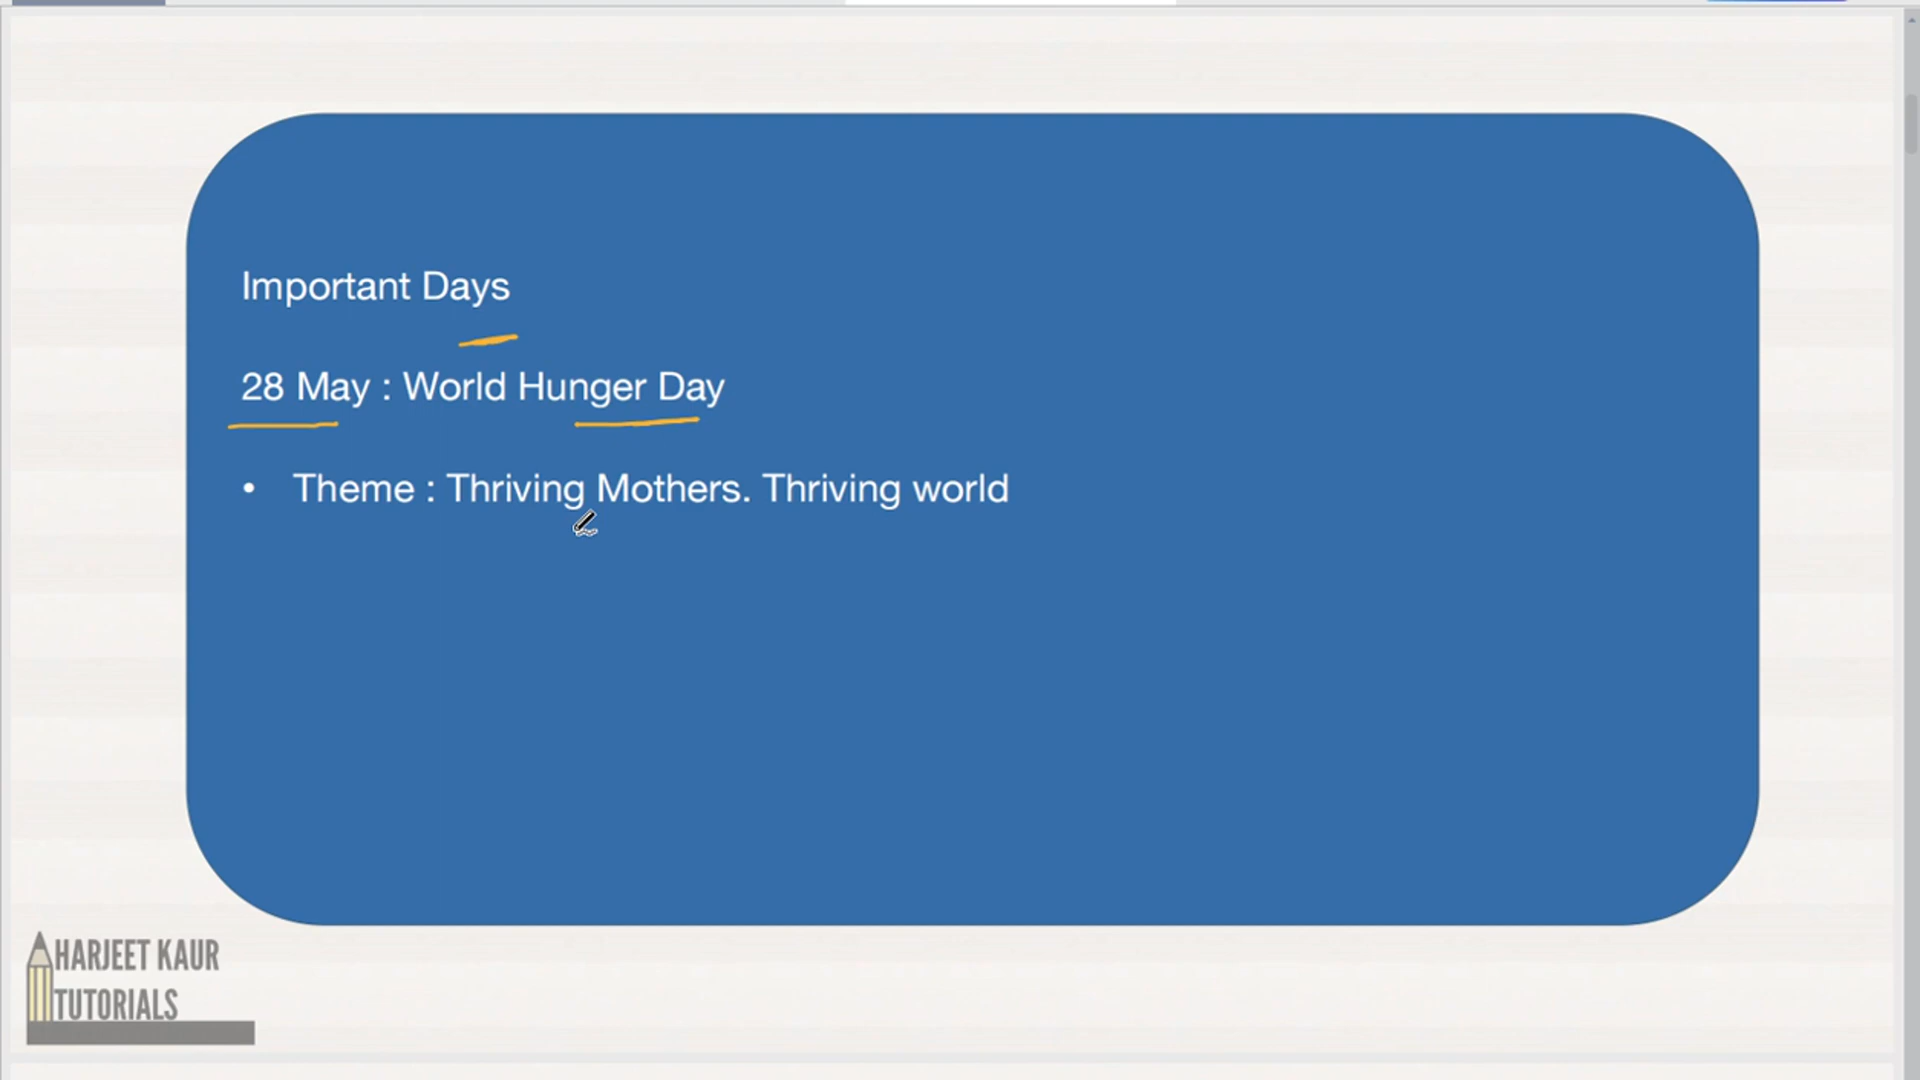 Important Days
28 May : World Hunger Day
• Theme : Thriving Mothers. Thriving world
HARJEET KAUR
TUTORIALS